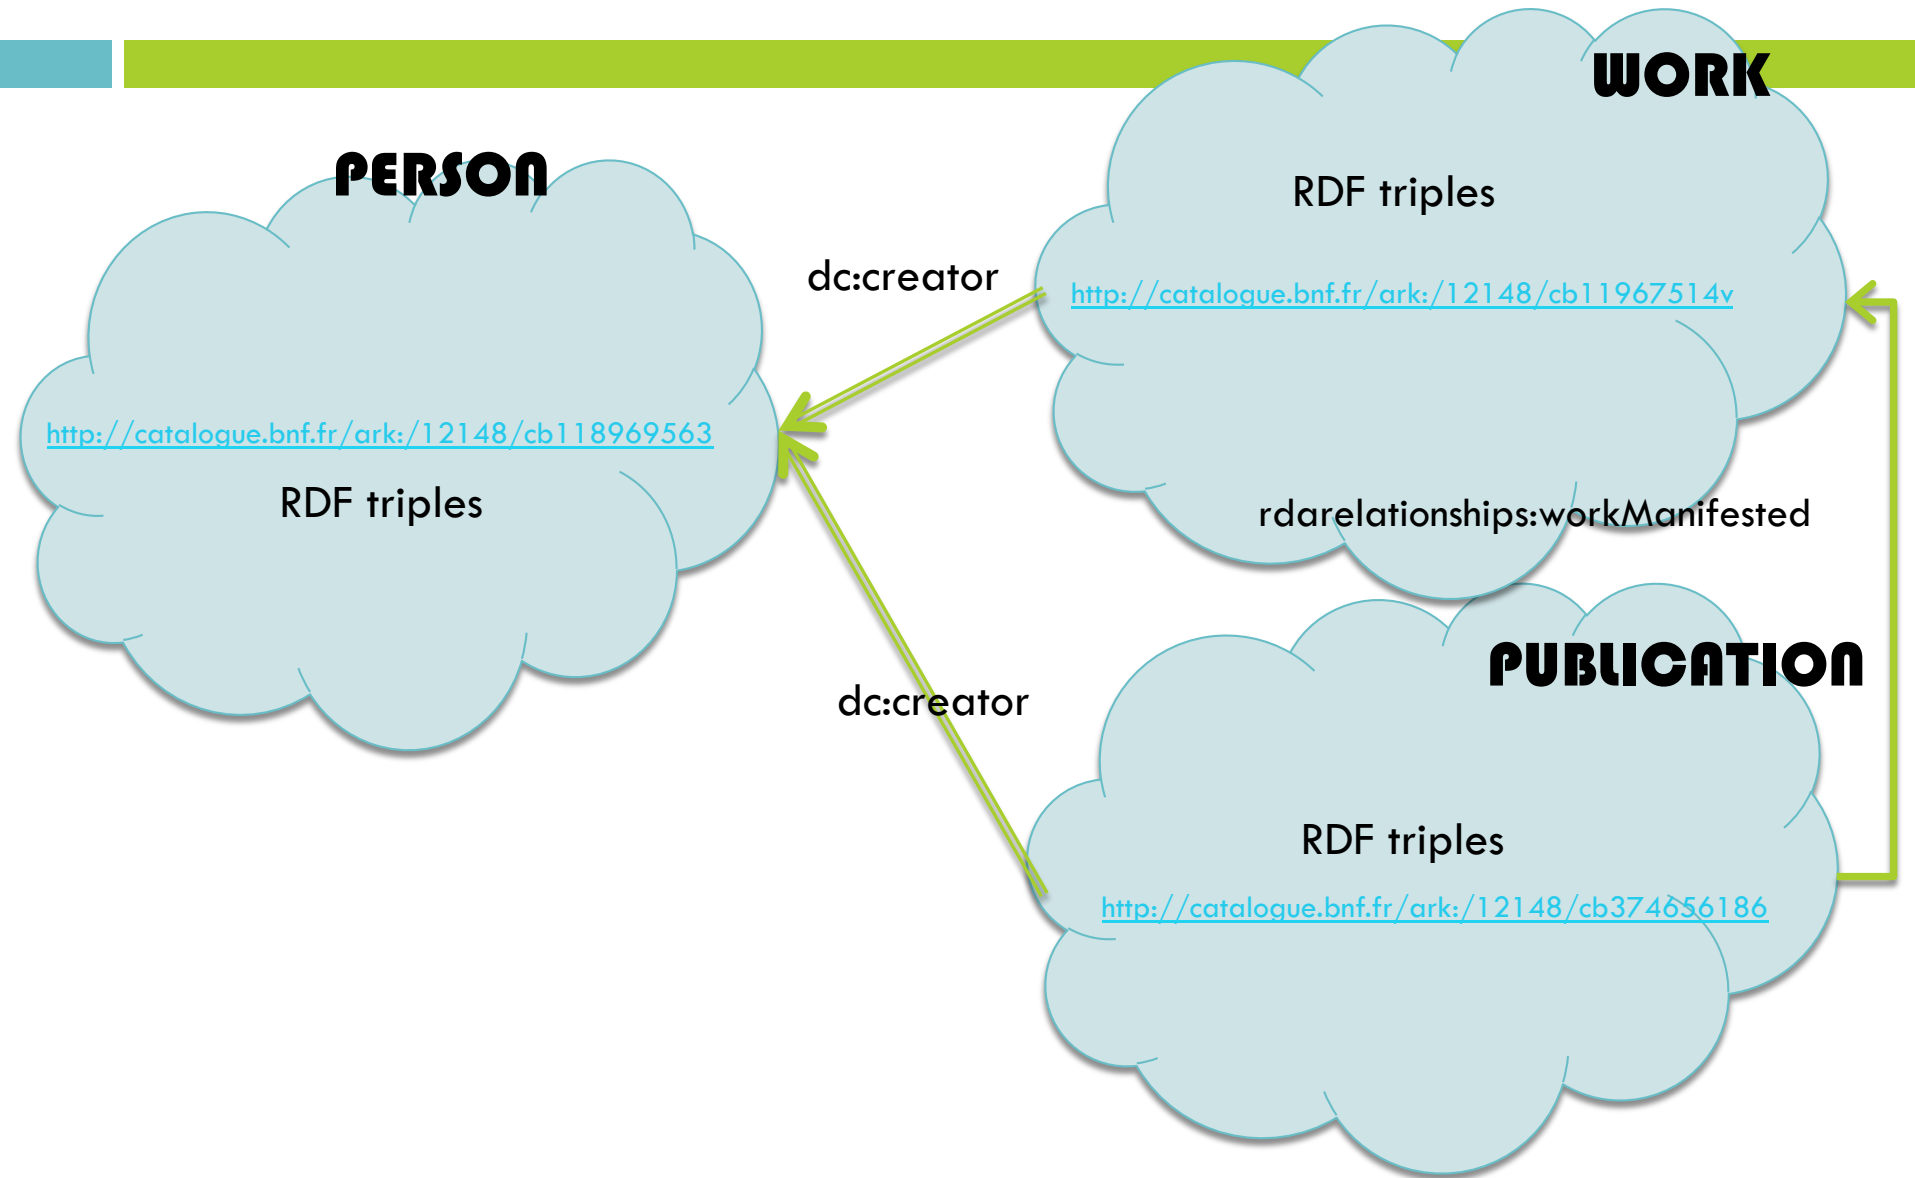 WORK
PERSON
RDF triples
dc:creator
http://catalogue.bnf.fr/ark:/12148/cb11967514v
http://catalogue.bnf.fr/ark:/12148/cb118969563
RDF triples
rdarelationships:workManifested
PUBLICATION
dc:creator
RDF triples
http://catalogue.bnf.fr/ark:/12148/cb374656186